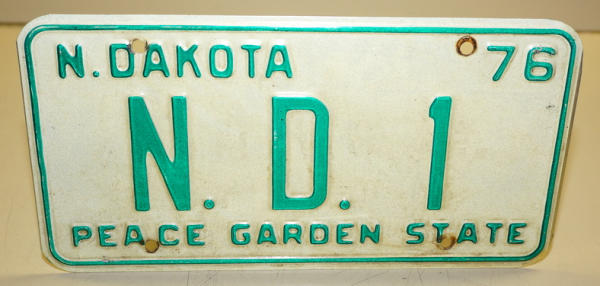 N. DAKOTA 76
N. D. 1
PEACE GARDEN STATE